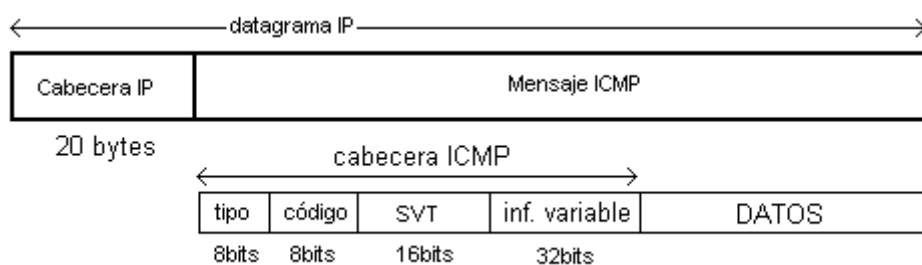 datagrama IP
Cabecera IP
Mensaje ICMP
20 bytes
cabecera ICMP
tipo
código
SVT
inf. variable
DATOS
8bits
8bits
16bits
32bits